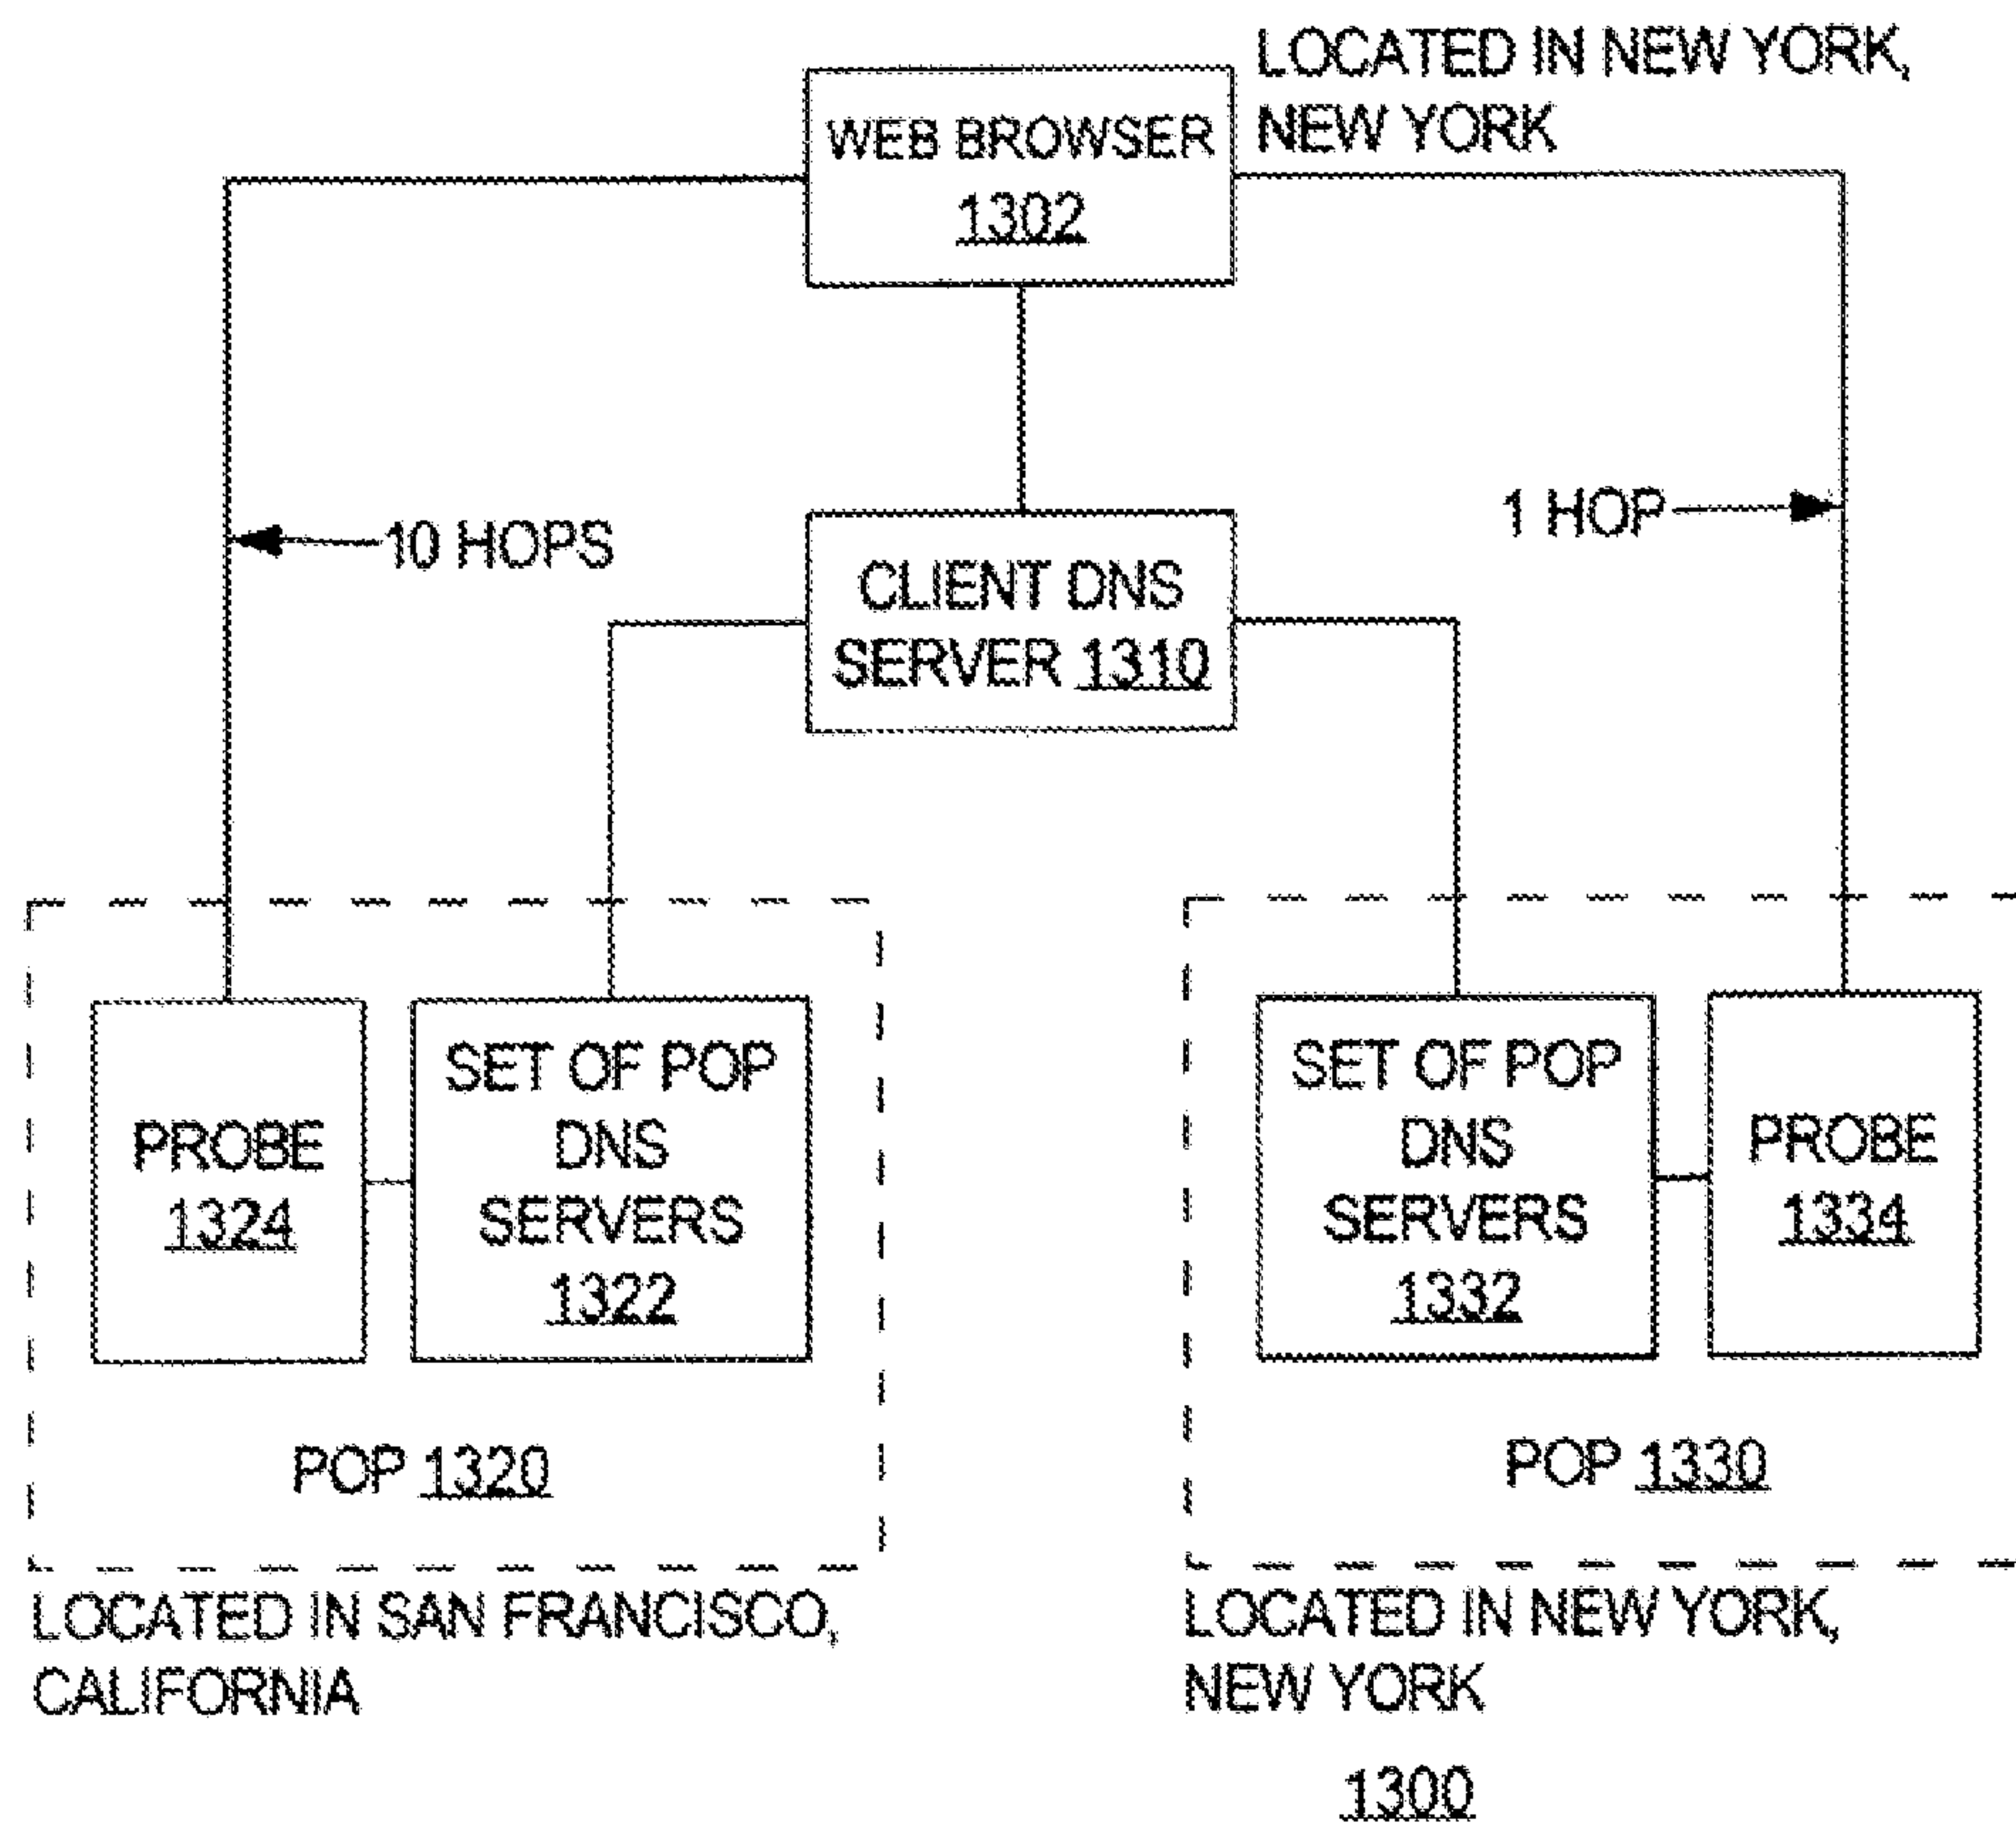 LOCATED IN NEW YORK,
NEW YORK
WEB BROWSER
1302
10 HOPS
1 HOP
CLIENT DNS
SERVER 1310
PROBE
1324
SET OF POP
DNS
SERVERS
1322
SET OF POP
DNS
SERVERS
1332
PROBE
1334
POP 1320
POP 1330
LOCATED IN SAN FRANCISCO,
CALIFORNIA
LOCATED IN NEW YORK,
NEW YORK
1300